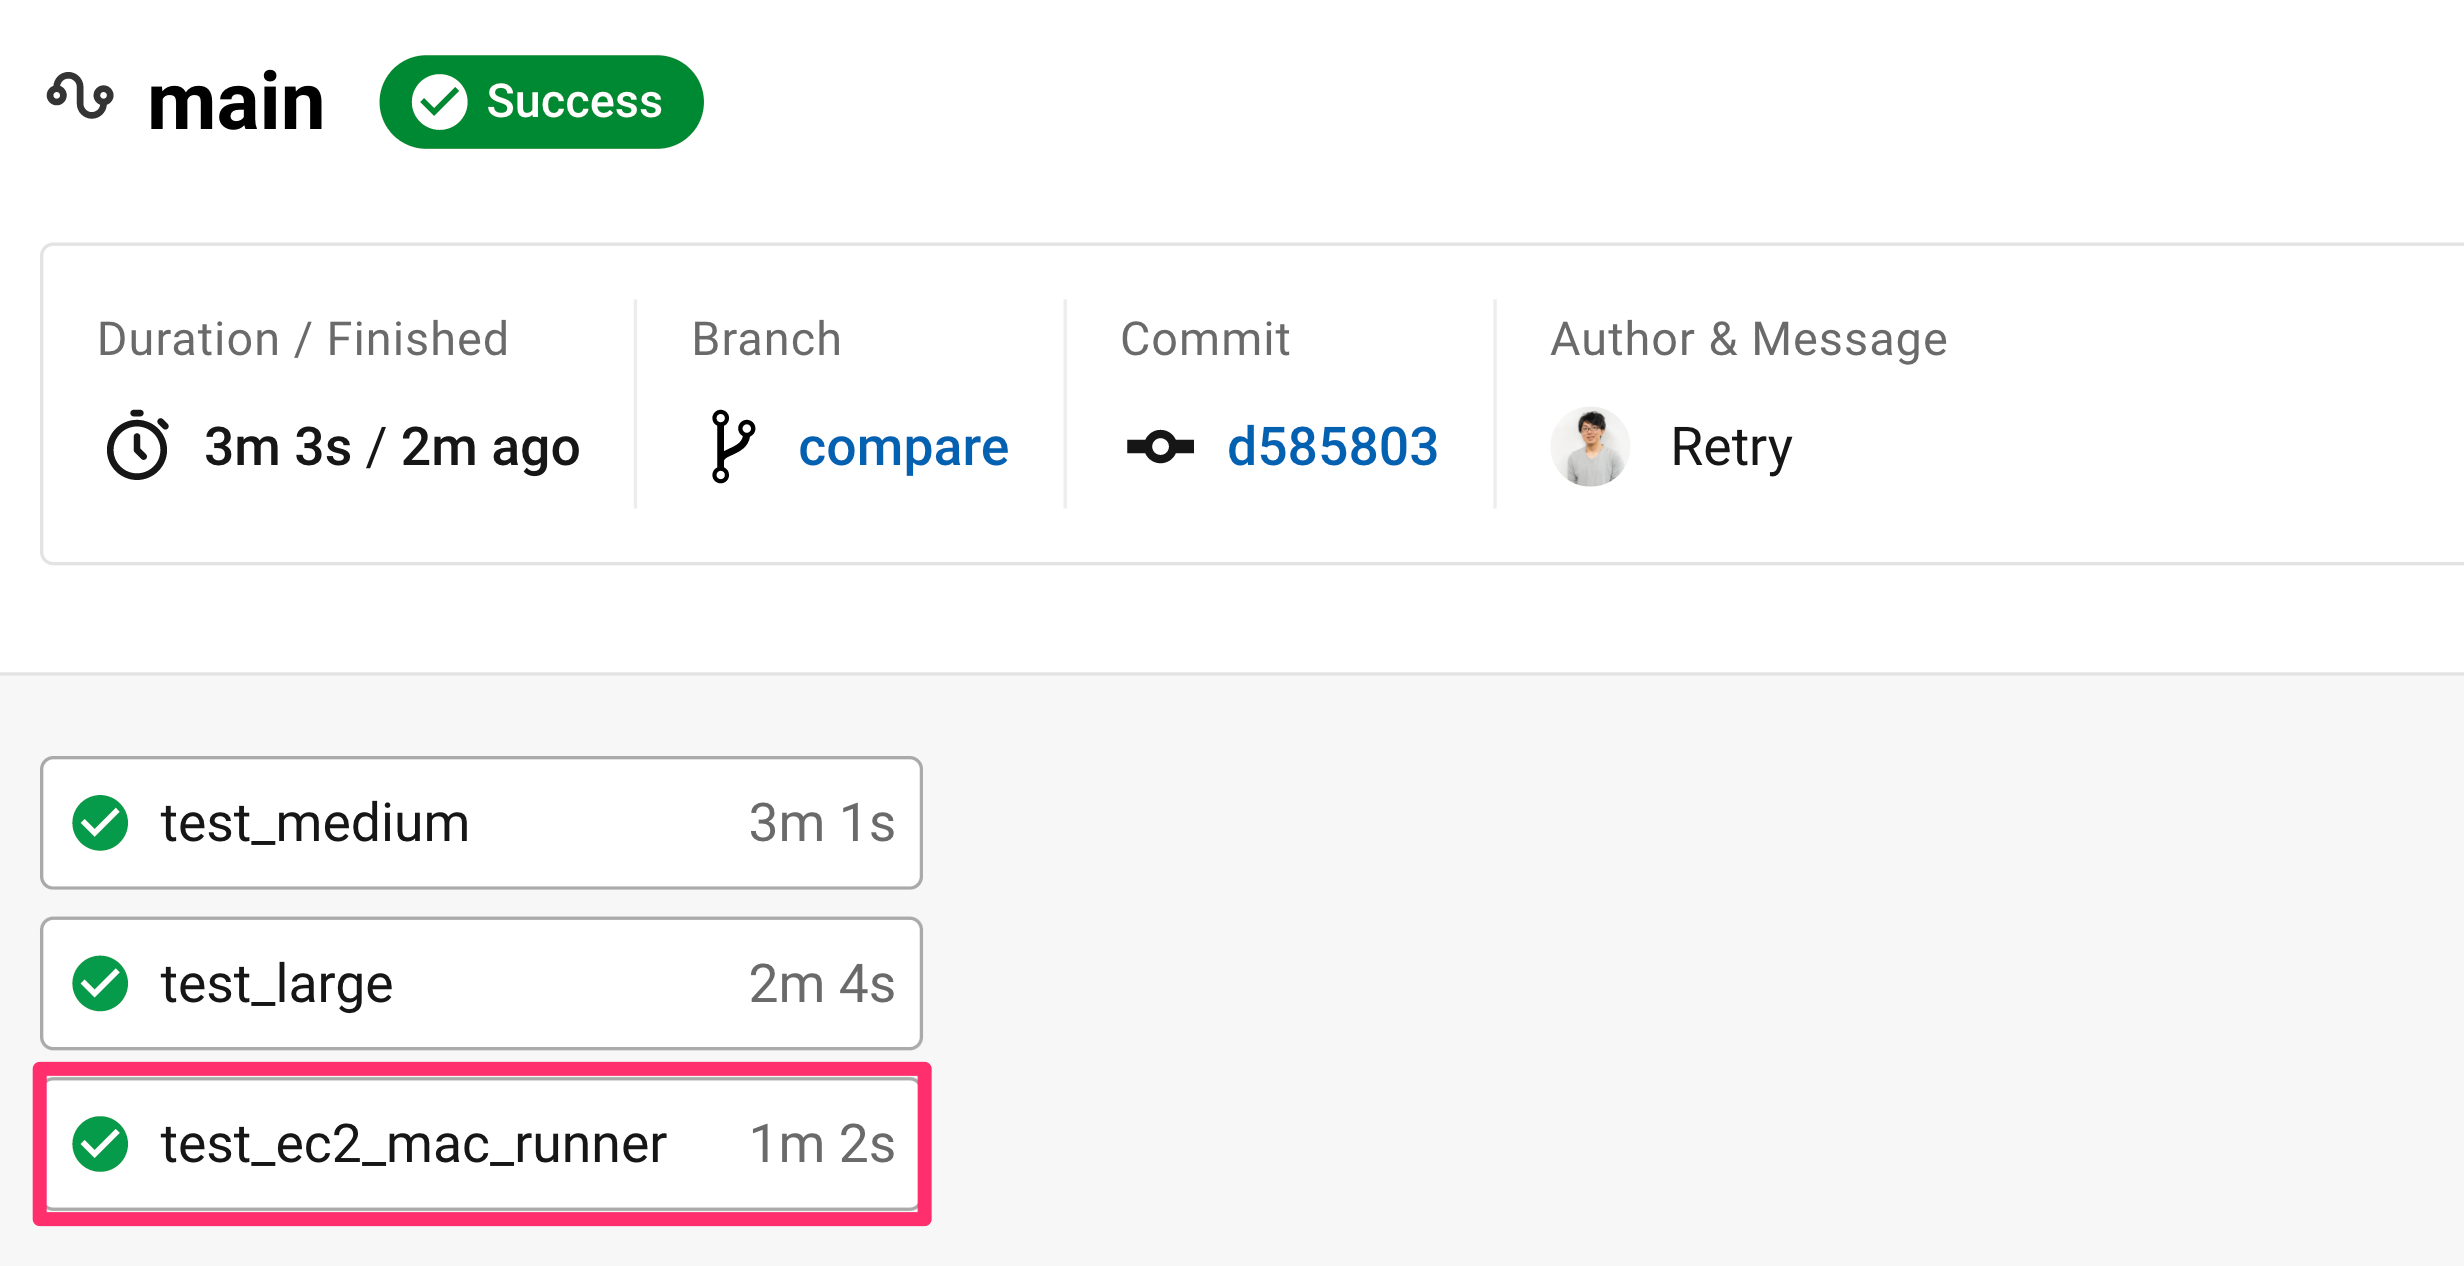 main
Success
Duration / Finished
3m 3s / 2m ago
Branch
compare
Commit
d585803
Author & Message
Retry
test_medium 3m 1s
test_large 2m 4s
test_ec2_mac_runner 1m 2s